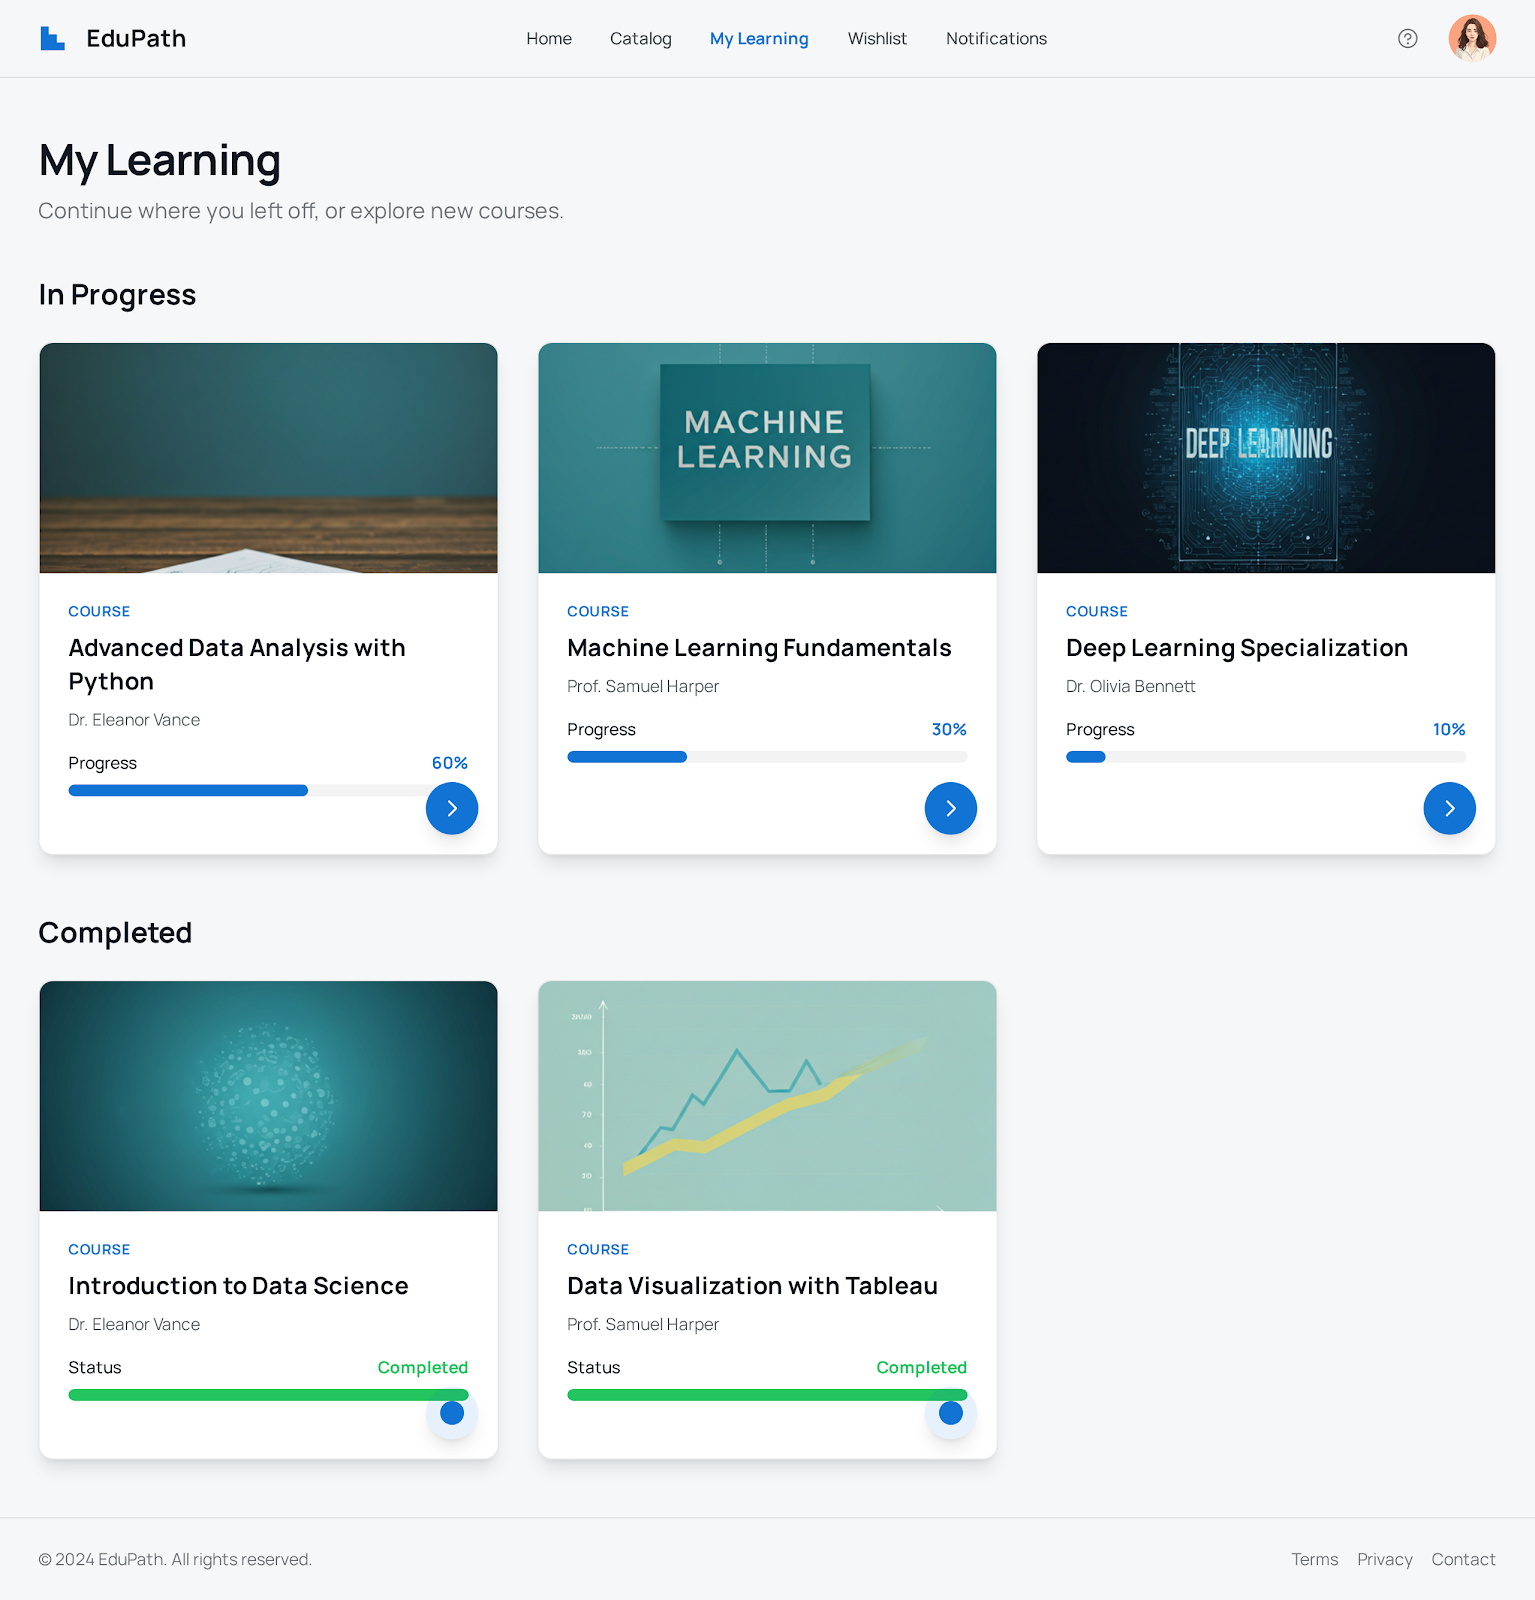 EduPath
Home
Catalog
My Learning
Wishlist
Notifications
My Learning
Continue where you left off, or explore new courses.
In Progress
MACHINE
LEARNING
COURSE
Advanced Data Analysis with
Python
Dr. Eleanor Vance
Progress
60%
COURSE
Machine Learning Fundamentals
Prof. Samuel Harper
Progress
30%
DEEP
COURSE
Deep Learning Specialization
Dr. Olivia Bennett
Progress
10%
Completed
COURSE
Introduction to Data Science
Dr. Eleanor Vance
Status
Completed
COURSE
Data Visualization with Tableau
Prof. Samuel Harper
Status
Completed
© 2024 EduPath. All rights reserved.
Terms
Privacy
Contact